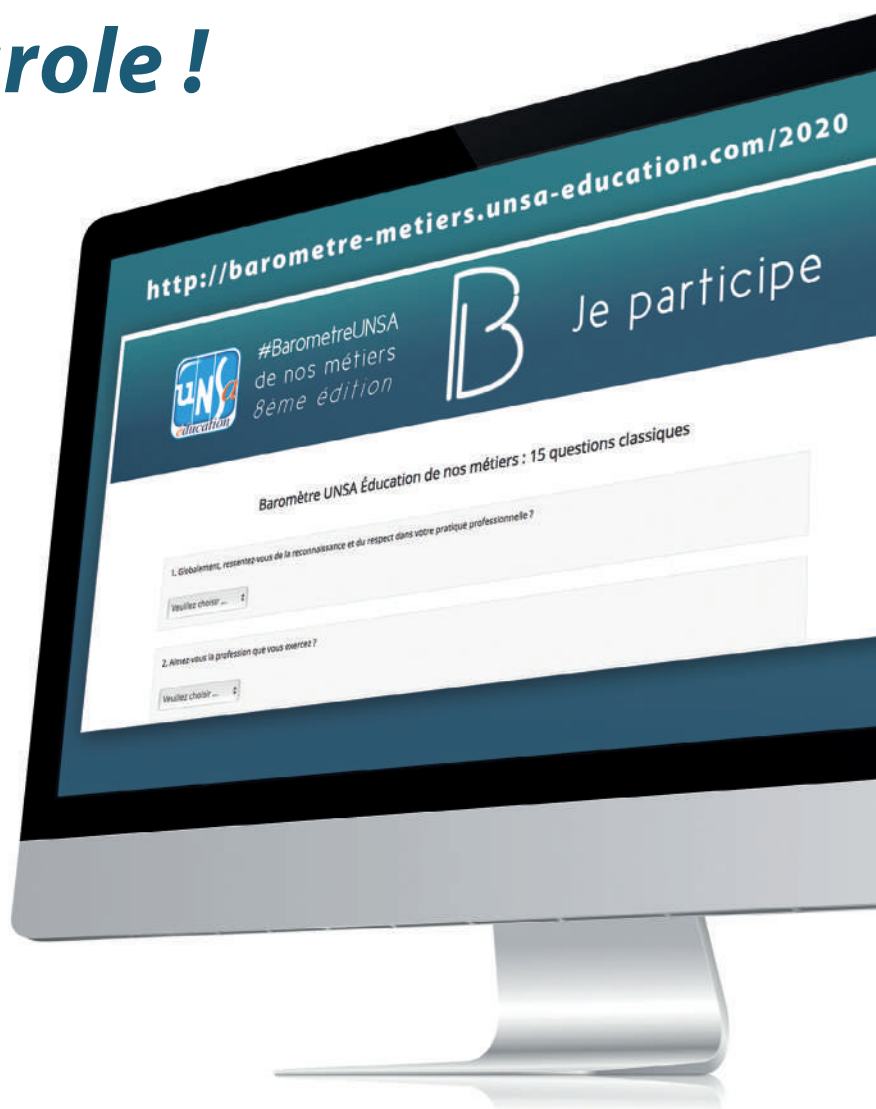 role !
http://barometre-metiers.unsa-education.com/2020
unsa
education
#BarometreUNSA
de nos métiers
8ème édition
B
Je participe
Baromètre UNSA Éducation de nos métiers : 15 questions classiques
1. Globalement, ressentez-vous de la reconnaissance et du respect dans votre pratique professionnelle ?
Veuillez choisir ...
2. Aimez-vous la profession que vous exercez ?
Veuillez choisir ...